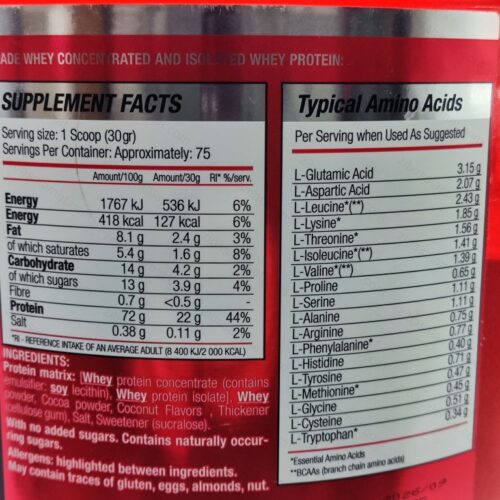 ADE WHEY CONCENTRATED AND ISOLATED WHEY PROTEIN:
SUPPLEMENT FACTS
Serving size: 1 Scoop (30gr)
Servings Per Container: Approximately: 75
Amount/100g Amount/30g RI* %/serv.
Energy 1767 kJ 536 kJ 6%
Energy 418 kcal 127 kcal 6%
Fat 8.1 g 2.4 g 3%
of which saturates 5.4 g 1.6 g 8%
Carbohydrate 14 g 4.2 g 2%
of which sugars 13 g 3.9 g 4%
Fibre 0.7 g <0.5 g -
Protein 72 g 22 g 44%
Salt 0.38 g 0.11 g 2%
*RI - REFERENCE INTAKE OF AN AVERAGE ADULT (8 400 KJ/2 000 KCAL)
INGREDIENTS:
Protein matrix: [Whey protein concentrate (contains
emulsifier: soy lecithin), Whey protein isolate], Whey
powder, Cocoa powder, Coconut Flavors , Thickener
(cellulose gum), Salt, Sweetener (sucralose).
With no added sugars. Contains naturally occur-
ring sugars.
Allergens: highlighted between ingredients.
May contain traces of gluten, eggs, almonds, nut.
Typical Amino Acids
Per Serving when Used As Suggested
L-Glutamic Acid 3.15 g
L-Aspartic Acid 2.07 g
L-Leucine*(**) 2.43 g
L-Lysine* 1.85 g
L-Threonine* 1.56 g
L-Isoleucine*(**) 1.41 g
L-Valine*(**) 1.39 g
L-Proline 0.65 g
L-Serine 1.11 g
L-Alanine 1.11 g
L-Arginine 0.75 g
L-Phenylalanine* 0.77 g
L-Histidine 0.40 g
L-Tyrosine 0.71 g
L-Methionine* 0.47 g
L-Glycine 0.45 g
L-Cysteine 0.51 g
L-Tryptophan* 0.34 g
*Essential Amino Acids
**BCAAs (branch chain amino acids)